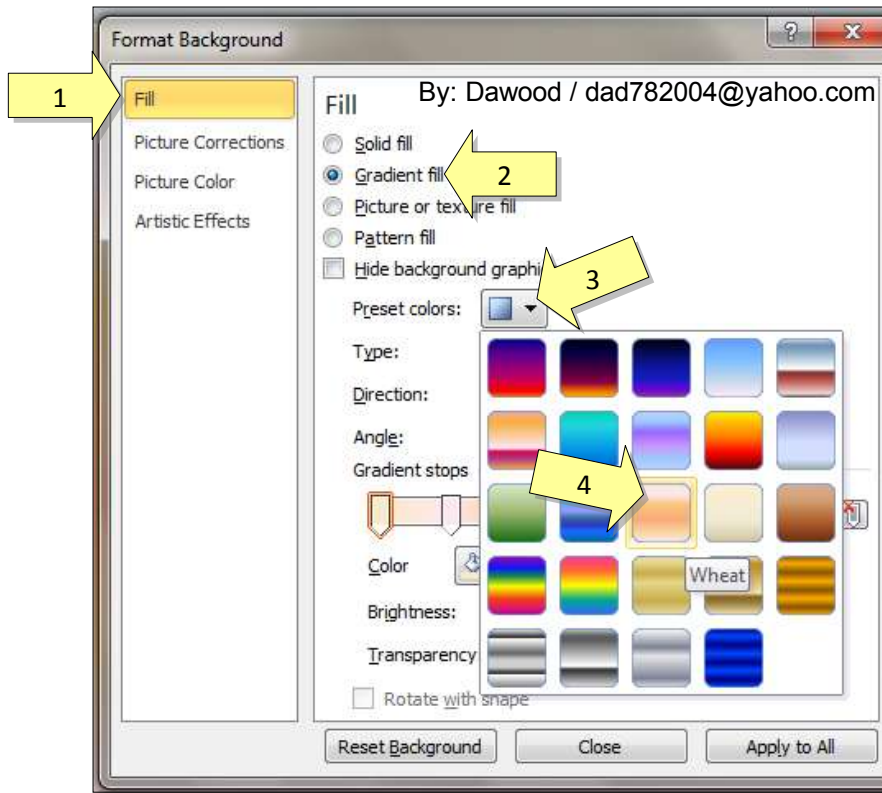 Format Background
?
X
1
Fill
Picture Corrections
Picture Color
Artistic Effects
Fill
By: Dawood / dad782004@yahoo.com
Solid fill
Gradient fill
2
Picture or texture fill
Pattern fill
Hide background graphi
3
Preset colors:
Type:
Direction:
Angle:
Gradient stops
4
Color
Wheat
Brightness:
Transparency
Rotate with shape
Reset Background
Close
Apply to All